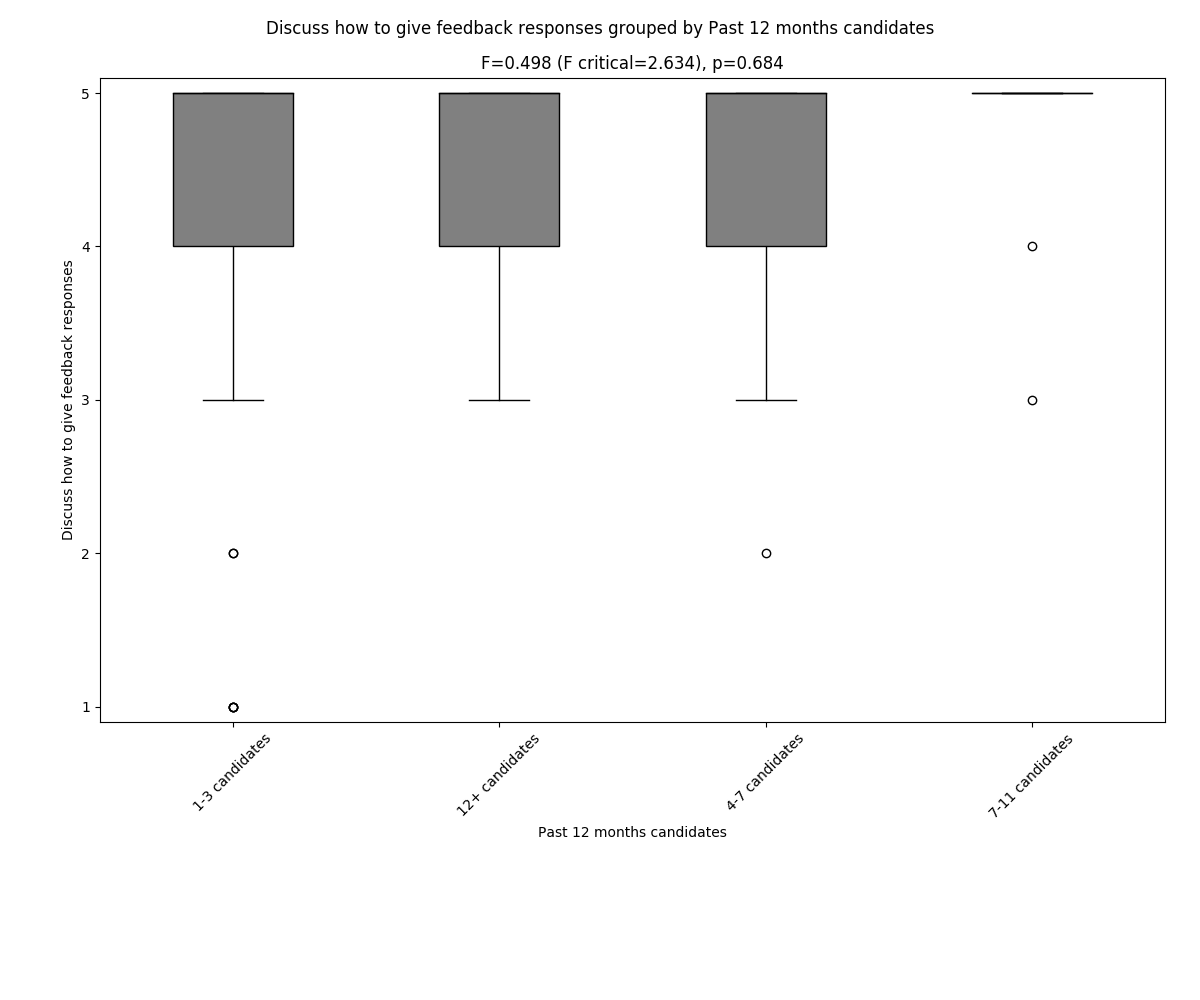 Discuss how to give feedback responses grouped by Past 12 months candidates
F=0.498 (F critical=2.634), p=0.684
5
4
3
2
1
Discuss how to give feedback responses
1-3 candidates
12+ candidates
4-7 candidates
7-11 candidates
Past 12 months candidates